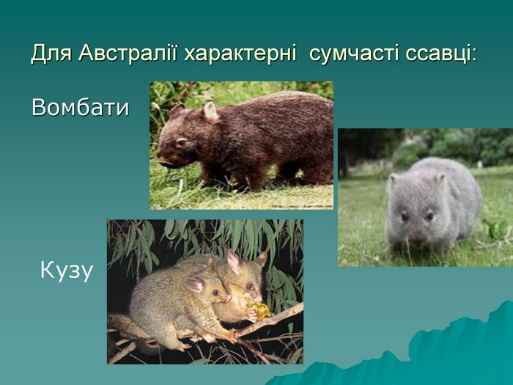 Для Австралії характерні сумчасті ссавці:
Вомбати
Кузу